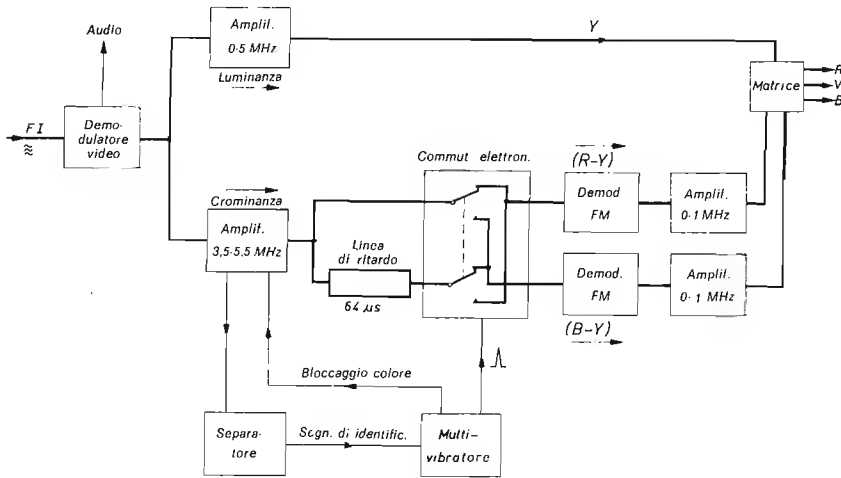 Audio
Amplif.
0·5 MHz
Luminanza
Y
Matrice
R
V
B
FI
≈
Demo-
dulatore
video
Crominanza
Amplif.
3,5·5,5 MHz
Linea
di ritardo
64 µs
Commut elettron.
(R-Y)
Demod
FM
Amplif.
0·1 MHz
Demod.
FM
Amplif.
0·1 MHz
(B-Y)
Bloccaggio colore
Separa-
tore
Segn. di identific.
Multi-
vibratore